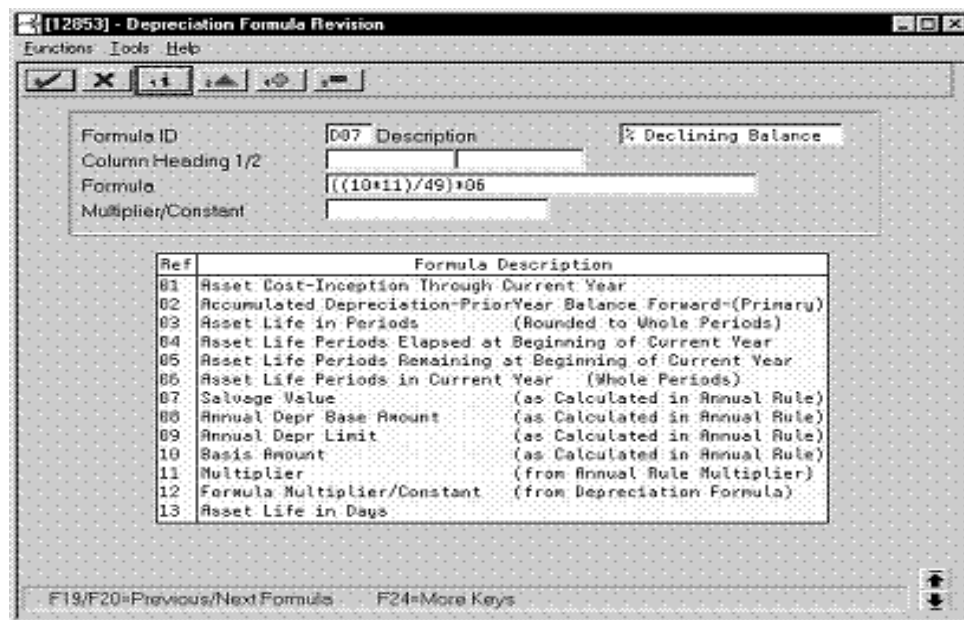 [12853] - Depreciation Formula Revision
Functions Tools Help
Formula ID D07 Description % Declining Balance
Column Heading 1/2
Formula ((10*11)/49)*06
Multiplier/Constant
Ref Formula Description
01 Asset Cost-Inception Through Current Year
02 Accumulated Depreciation-PriorYear Balance Forward-(Primary)
03 Asset Life in Periods (Rounded to Whole Periods)
04 Asset Life Periods Elapsed at Beginning of Current Year
05 Asset Life Periods Remaining at Beginning of Current Year
06 Asset Life Periods in Current Year (Whole Periods)
07 Salvage Value (as Calculated in Annual Rule)
08 Annual Depr Base Amount (as Calculated in Annual Rule)
09 Annual Depr Limit (as Calculated in Annual Rule)
10 Basis Amount (as Calculated in Annual Rule)
11 Multiplier (from Annual Rule Multiplier)
12 Formula Multiplier/Constant (from Depreciation Formula)
13 Asset Life in Days
F19/F20=Previous/Next Formula F24=More Keys